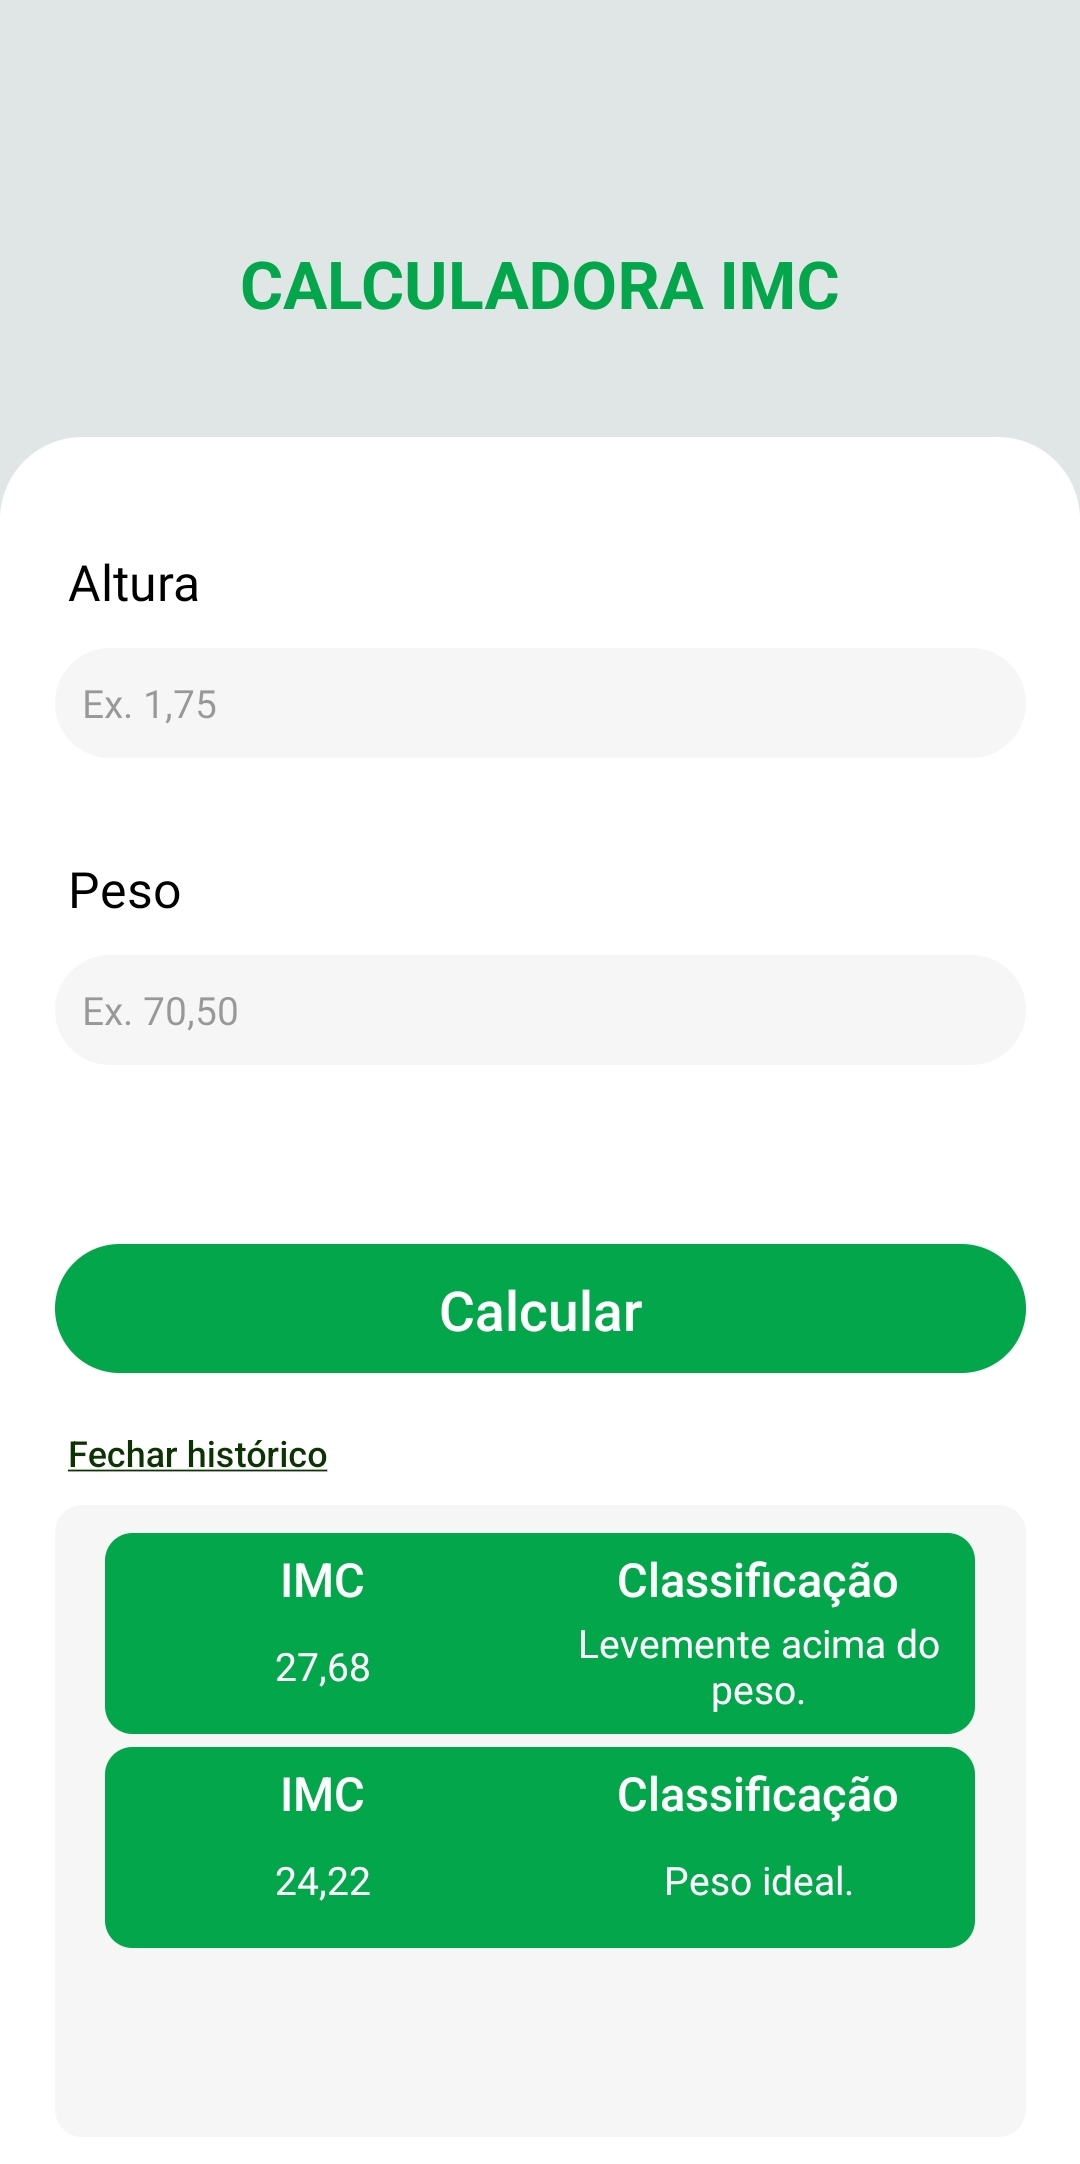 CALCULADORA IMC
Altura
Ex. 1,75
Peso
Ex. 70,50
Calcular
Fechar histórico
IMC
Classificação
27,68
Levemente acima do
peso.
IMC
Classificação
24,22
Peso ideal.